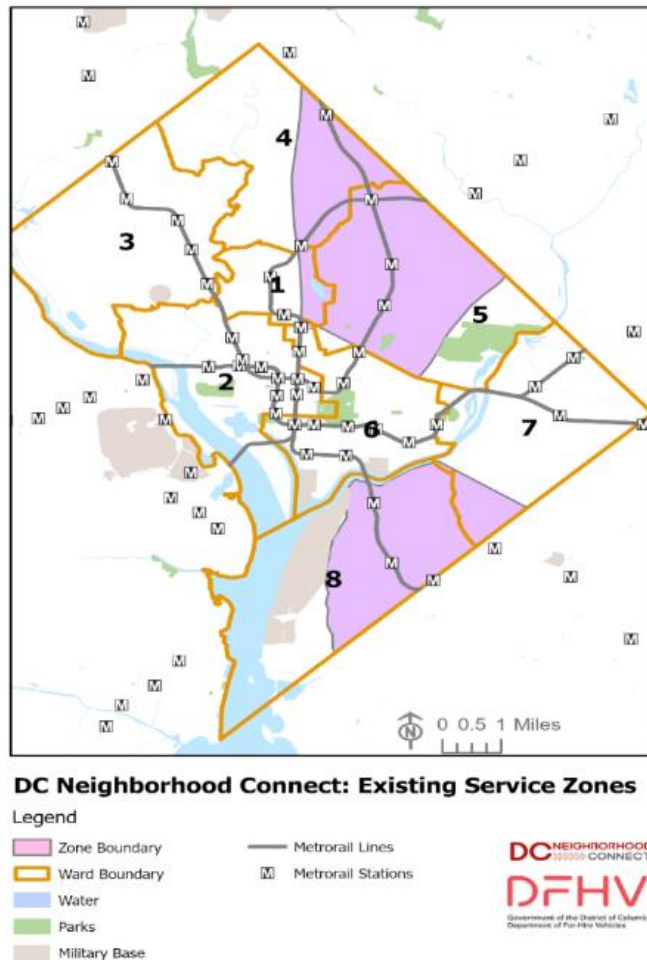 4
3
1
5
2
6
7
8
N
0 0.5 1 Miles
DC Neighborhood Connect: Existing Service Zones
Legend
Zone Boundary
Ward Boundary
Water
Parks
Military Base
Metrorail Lines
M Metrorail Stations
DC NEIGHBORHOOD
CONNECT
DFHV
Government of the District of Columb
Department of For-Hire Vehicles